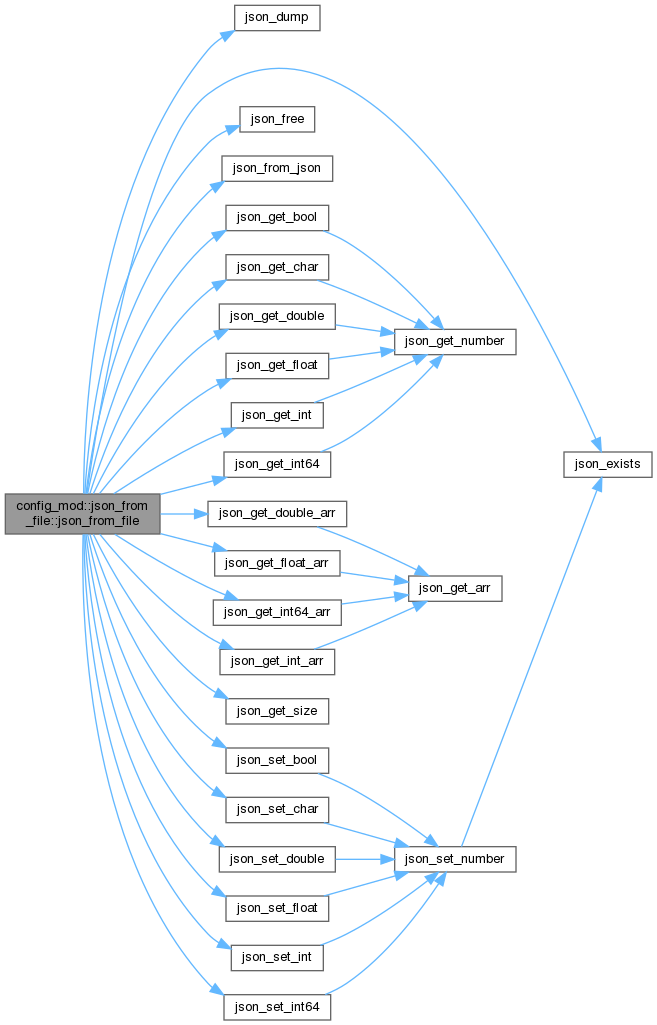 json_dump
json_free
json_from_json
json_get_bool
json_get_char
json_get_double
json_get_number
json_get_float
json_get_int
json_get_int64
json_exists
config_mod::json_from
_file::json_from_file
json_get_double_arr
json_get_float_arr
json_get_arr
json_get_int64_arr
json_get_int_arr
json_get_size
json_set_bool
json_set_char
json_set_double
json_set_number
json_set_float
json_set_int
json_set_int64